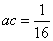 ac = 1/16